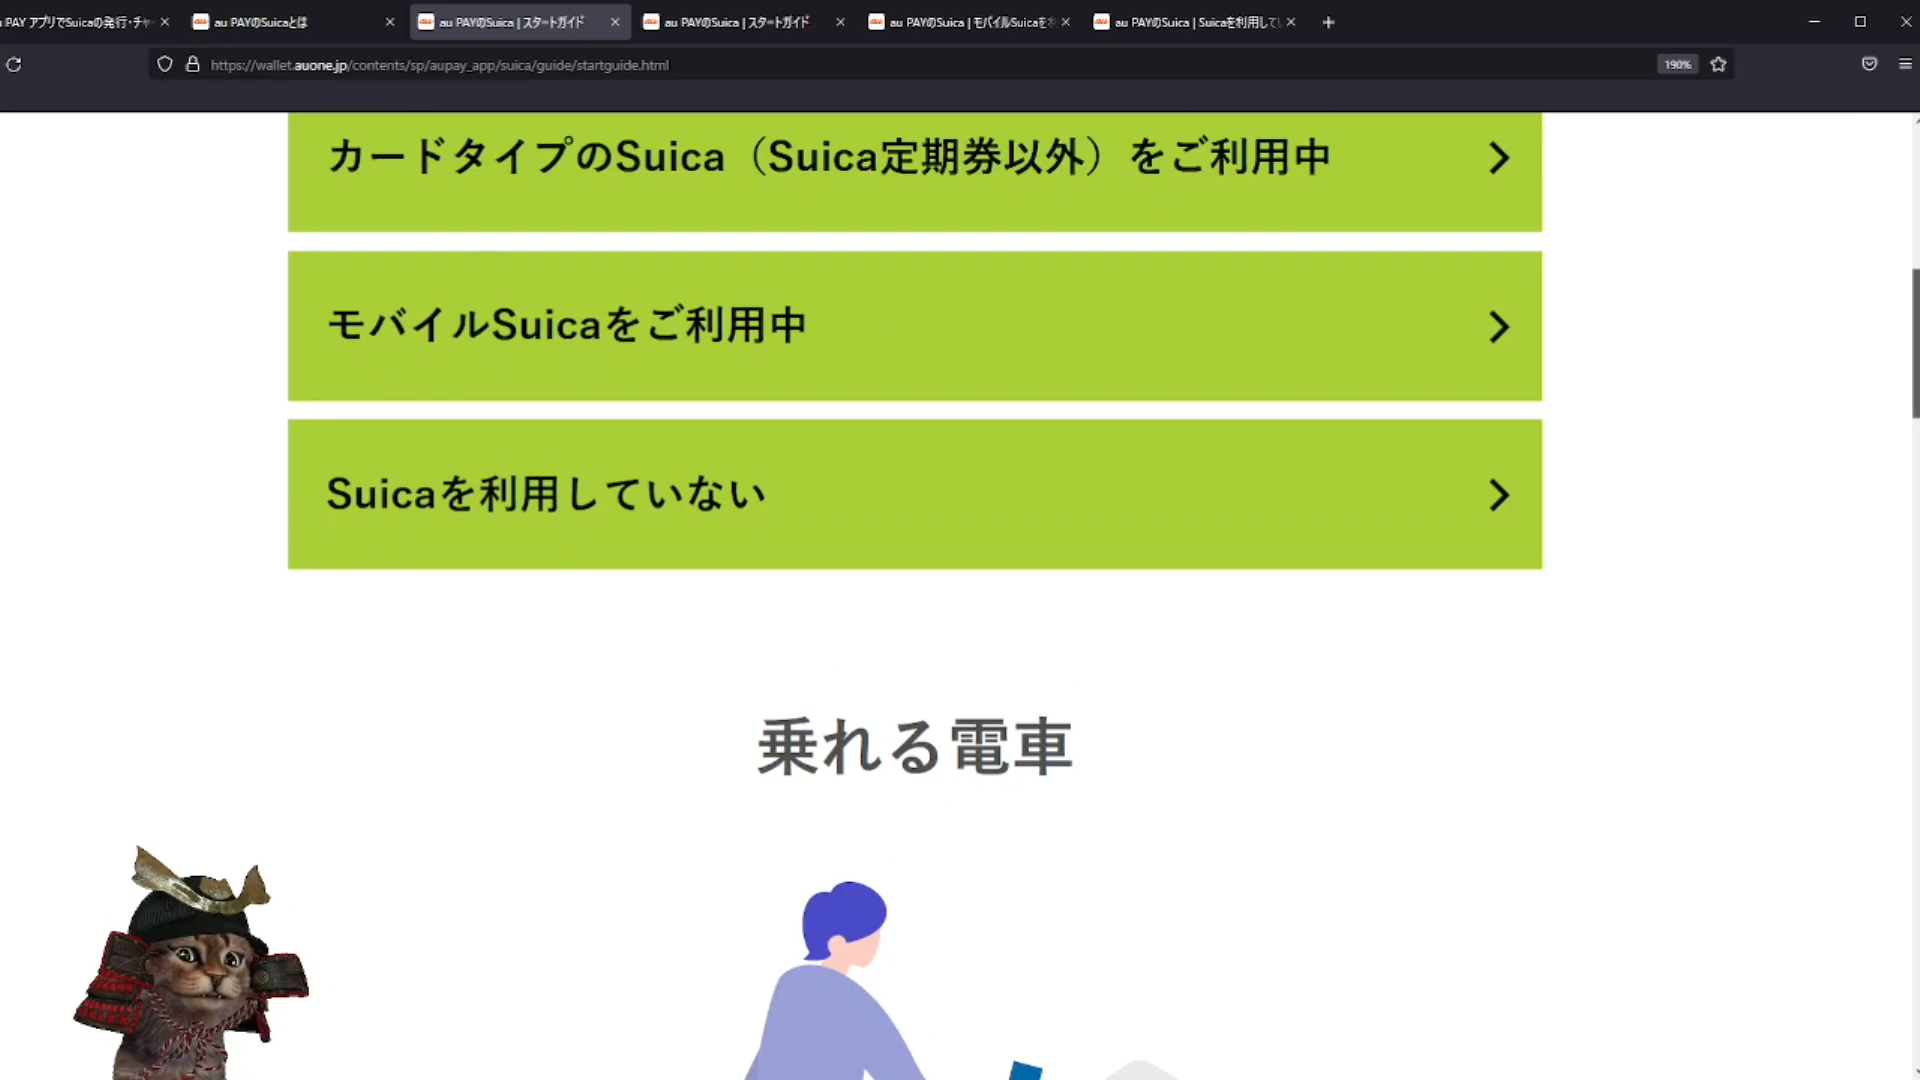 PAY アプリでSuicaの発行・チャ
au PAYのSuicaとは
au PAYのSuica | スタートガイド
au PAYのSuica | スタートガイド
au PAYのSuica | モバイルSuicaを
au PAYのSuica | Suicaを利用してい
https://wallet.auone.jp/contents/sp/aupay_app/suica/guide/startguide.html
190%
カードタイプのSuica（Suica定期券以外）をご利用中
モバイルSuicaをご利用中
Suicaを利用していない
乗れる電車